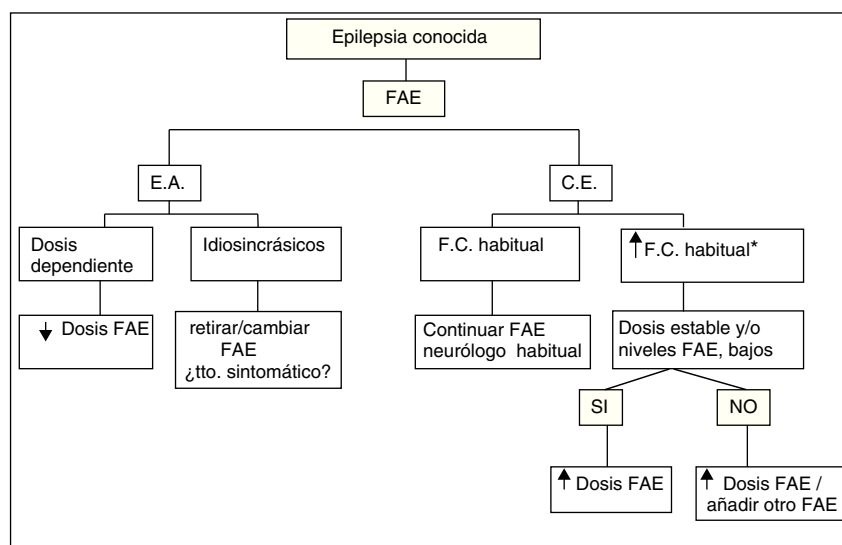 Epilepsia conocida
FAE
E.A.
C.E.
Dosis
dependiente
Idiosincrásicos
F.C. habitual
↑ F.C. habitual*
↓ Dosis FAE
retirar/cambiar
FAE
¿tto. sintomático?
Continuar FAE
neurólogo habitual
Dosis estable y/o
niveles FAE, bajos
SI
NO
↑ Dosis FAE
↑ Dosis FAE /
añadir otro FAE